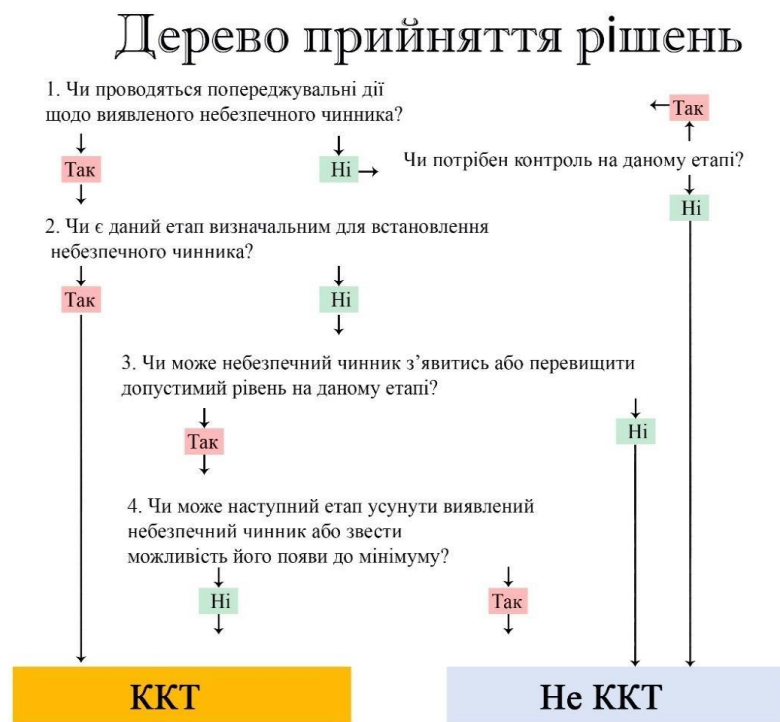 Дерево прийняття рішень
1. Чи проводяться попереджувальні дії
щодо виявленого небезпечного чинника?
Так
Ні
Чи потрібен контроль на даному етапі?
Так
Ні
2. Чи є даний етап визначальним для встановлення
небезпечного чинника?
Так
Ні
3. Чи може небезпечний чинник з’явитись або перевищити
допустимий рівень на даному етапі?
Так
Ні
4. Чи може наступний етап усунути виявлений
небезпечний чинник або звести
можливість його появи до мінімуму?
Ні
Так
ККТ
Не ККТ